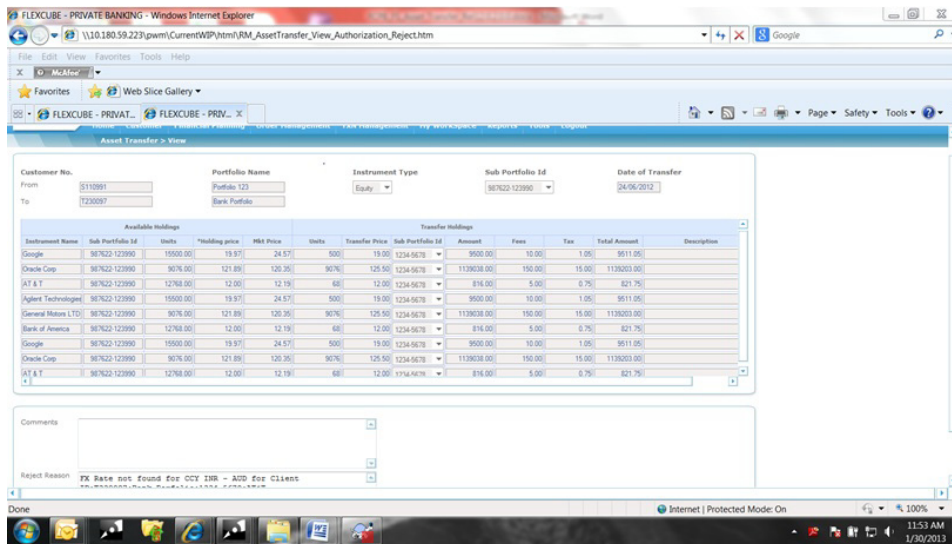 FLEXCUBE - PRIVATE BANKING - Windows Internet Explorer
\\10.180.59.223\pwm\CurrentWIP\html\RM_AssetTransfer_View_Authorization_Reject.htm
Google
File Edit View Favorites Tools Help
X McAfee
Favorites Web Slice Gallery
FLEXCUBE - PRIVAT... FLEXCUBE - PRIV... X
Page Safety Tools
Home Customer Financial Planning Order Management Tax Management My Workspace Reports Tools Logout
Asset Transfer > View
Customer No. Portfolio Name Instrument Type Sub Portfolio Id Date of Transfer
From S110991 Portfolio 123 Equity 987622-123990 24/06/2012
To T230097 Bank Portfolio
Available Holdings Transfer Holdings
Instrument Name Sub Portfolio Id Units *Holding price Mkt Price Units Transfer Price Sub Portfolio Id Amount Fees Tax Total Amount Description
Google 987622-123990 15500.00 19.97 24.57 500 19.00 1234-5678 9500.00 10.00 1.05 9511.05
Oracle Corp 987622-123990 9076.00 121.89 120.35 9076 125.50 1234-5678 1139038.00 150.00 15.00 1139203.00
AT & T 987622-123990 12768.00 12.00 12.19 68 12.00 1234-5678 816.00 5.00 0.75 821.75
Agilent Technologies 987622-123990 15500.00 19.97 24.57 500 19.00 1234-5678 9500.00 10.00 1.05 9511.05
General Motors LTD 987622-123990 9076.00 121.89 120.35 9076 125.50 1234-5678 1139038.00 150.00 15.00 1139203.00
Bank of America 987622-123990 12768.00 12.00 12.19 68 12.00 1234-5678 816.00 5.00 0.75 821.75
Google 987622-123990 15500.00 19.97 24.57 500 19.00 1234-5678 9500.00 10.00 1.05 9511.05
Oracle Corp 987622-123990 9076.00 121.89 120.35 9076 125.50 1234-5678 1139038.00 150.00 15.00 1139203.00
AT & T 987622-123990 12768.00 12.00 12.19 68 12.00 1234-5678 816.00 5.00 0.75 821.75
Comments
Reject Reason FX Rate not found for CCY INR - AUD for Client
Done Internet | Protected Mode: On 100%
11:53 AM
1/30/2013